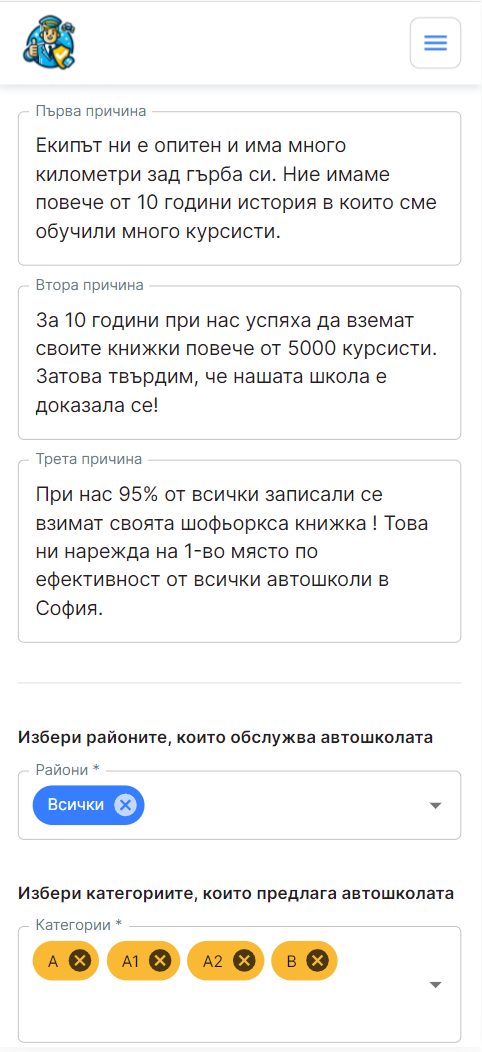 Първа причина
Екипът ни е опитен и има много
километри зад гърба си. Ние имаме
повече от 10 години история в които сме
обучили много курсисти.
Втора причина
За 10 години при нас успяха да вземат
своите книжки повече от 5000 курсисти.
Затова твърдим, че нашата школа е
доказала се!
Трета причина
При нас 95% от всички записали се
взимат своята шофьоркса книжка ! Това
ни нарежда на 1-во място по
ефективност от всички автошколи в
София.
Избери районите, които обслужва автошколата
Райони *
Всички
Избери категориите, които предлага автошколата
Категории *
A A1 A2 B